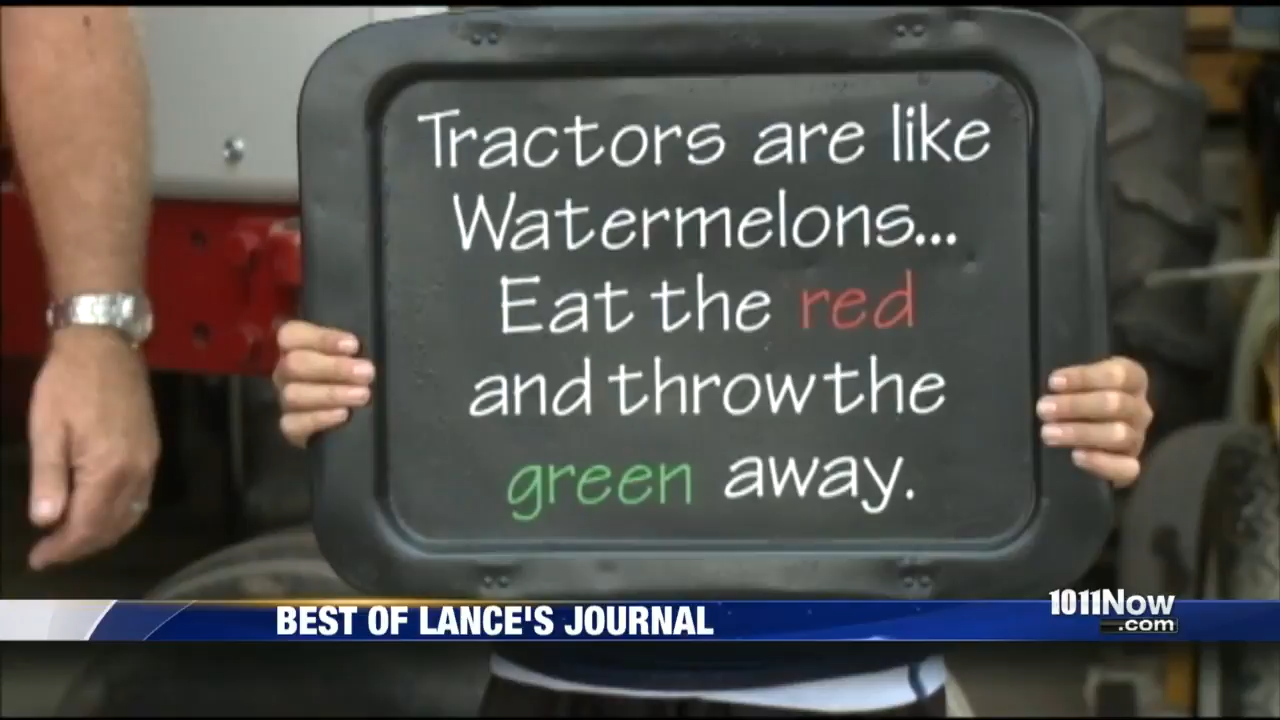 Tractors are like
Watermelons...
Eat the red
and throw the
green away.
BEST OF LANCE'S JOURNAL
1011Now
.com